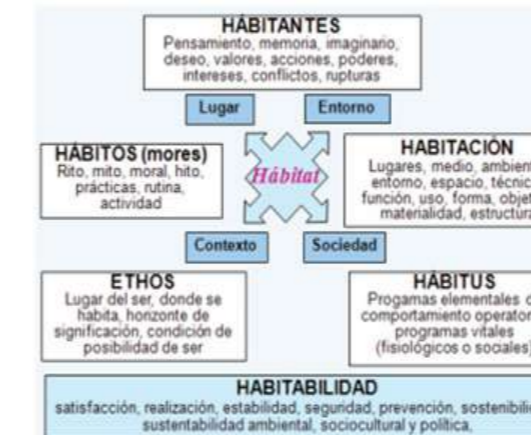 HÁBITANTES
Pensamiento, memoria, imaginario,
deseo, valores, acciones, poderes,
intereses, conflictos, rupturas
Lugar
Entorno
HÁBITOS (mores)
Rito, mito, moral, hito,
prácticas, rutina,
actividad
Hábitat
HABITACIÓN
Lugares, medio, ambien
entorno, espacio, técnic
función, uso, forma, objet
materialidad, estructura
Contexto
Sociedad
ETHOS
Lugar del ser, donde se
habita, horizonte de
significación, condición de
posibilidad de ser
HÁBITUS
Progamas elementales d
comportamiento operator
programas vitales
(fisiológicos o sociales)
HABITABILIDAD
satisfacción, realización, estabilidad, seguridad, prevención, sostenibilid
sustentabilidad ambiental, sociocultural y política,